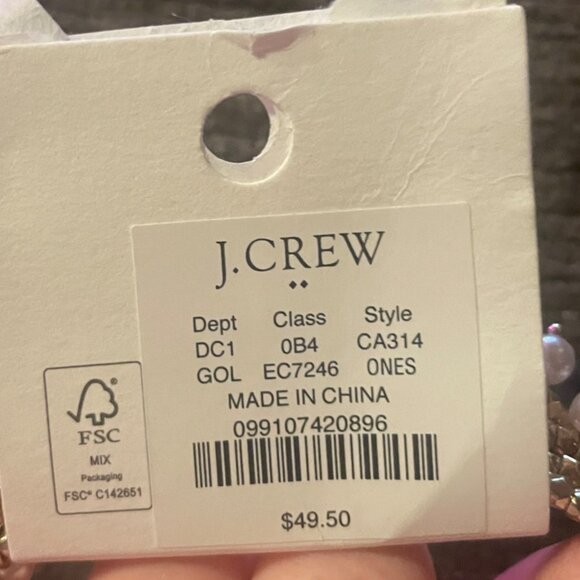 J.CREW
Dept Class Style
DC1 0B4 CA314
GOL EC7246 ONES
MADE IN CHINA
099107420896
$49.50
FSC
MIX
Packaging
FSC® C142651